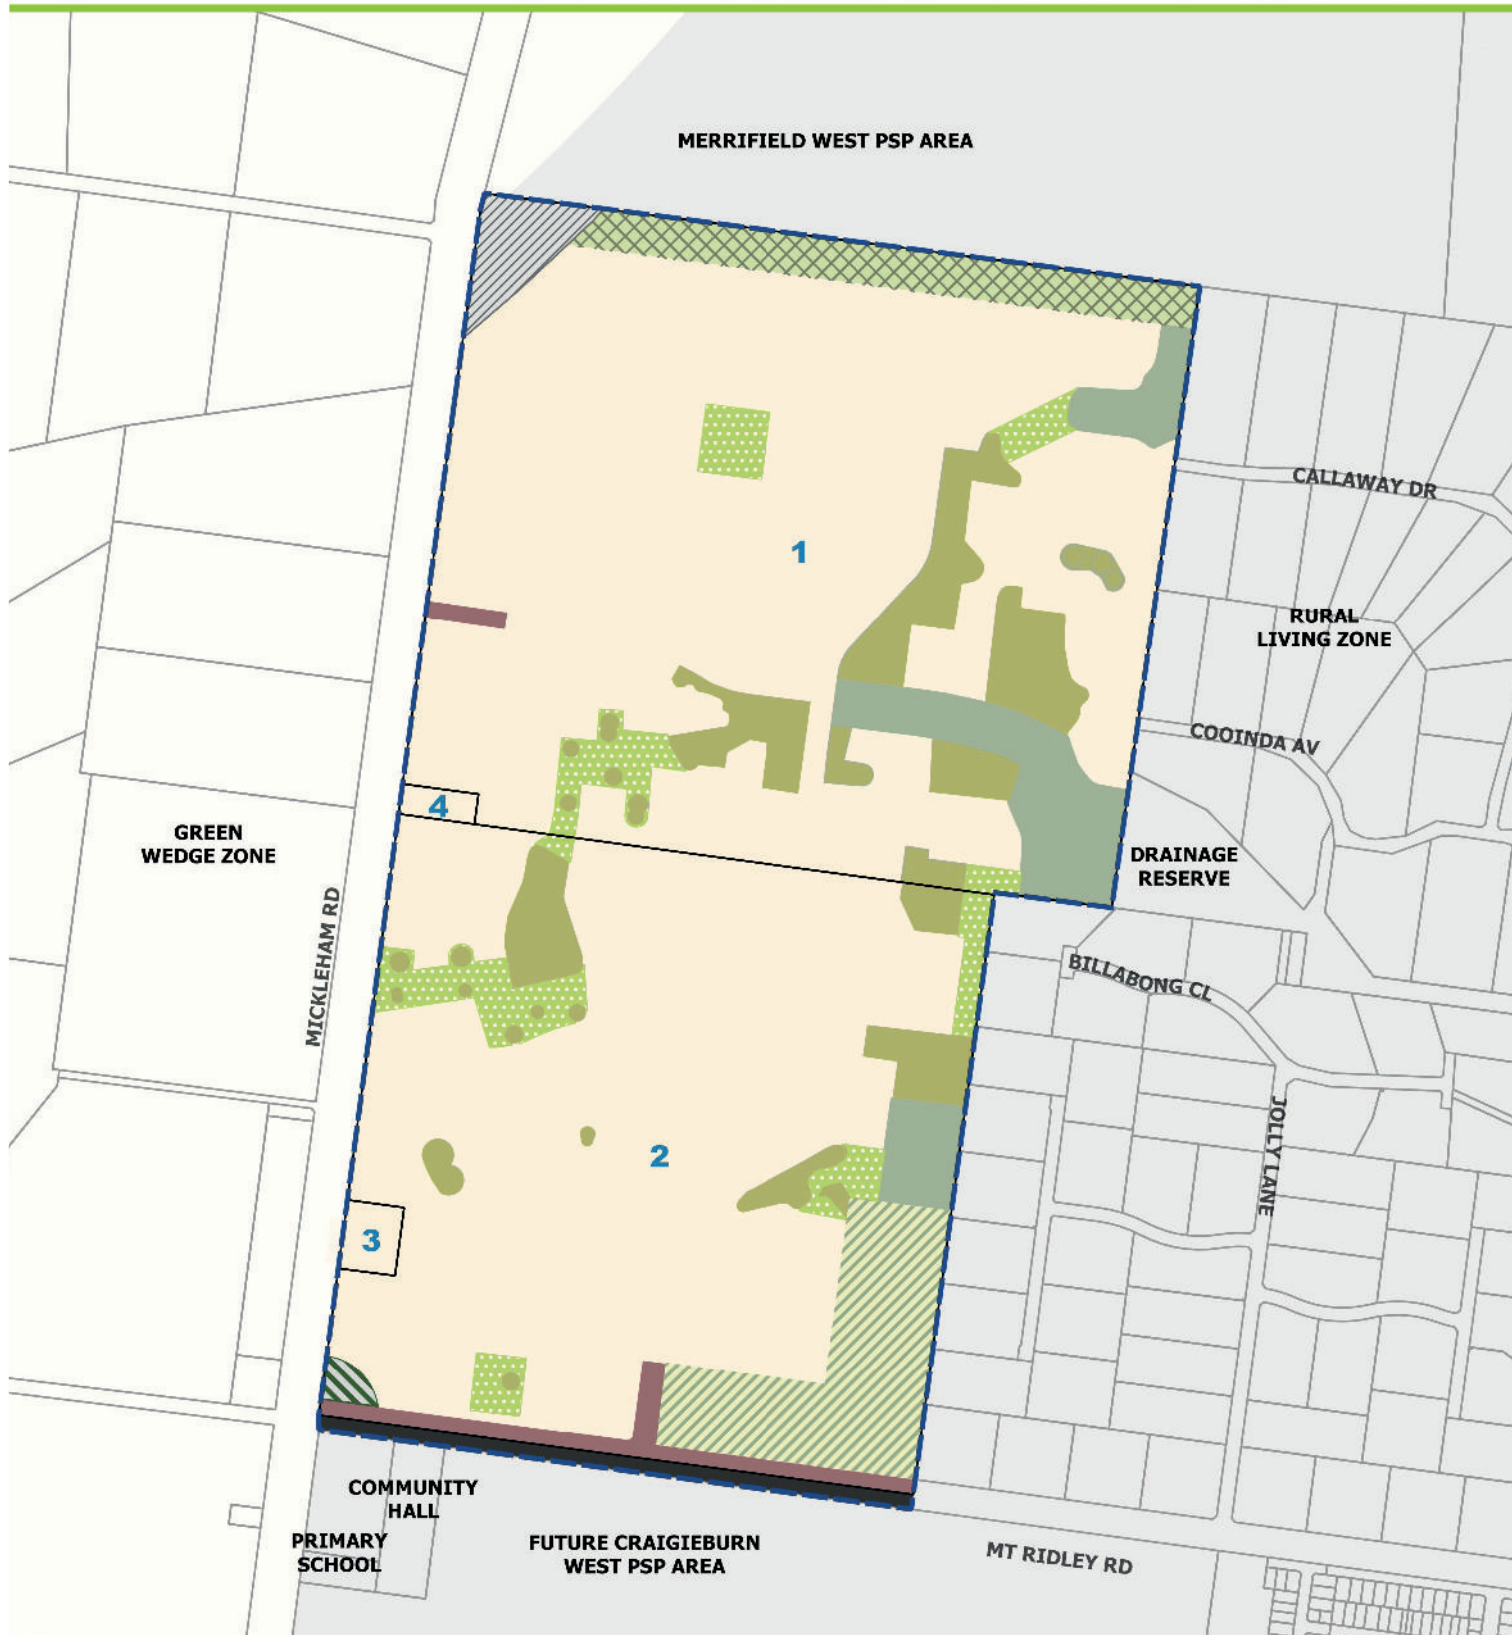 MERRIFIELD WEST PSP AREA
CALLAWAY DR
1
RURAL
LIVING ZONE
COOINDA AV
4
GREEN
WEDGE ZONE
DRAINAGE
RESERVE
MICKLEHAM RD
BILLABONG CL
2
JOLLY LANE
3
COMMUNITY
HALL
PRIMARY
SCHOOL
FUTURE CRAIGIEBURN
WEST PSP AREA
MT RIDLEY RD